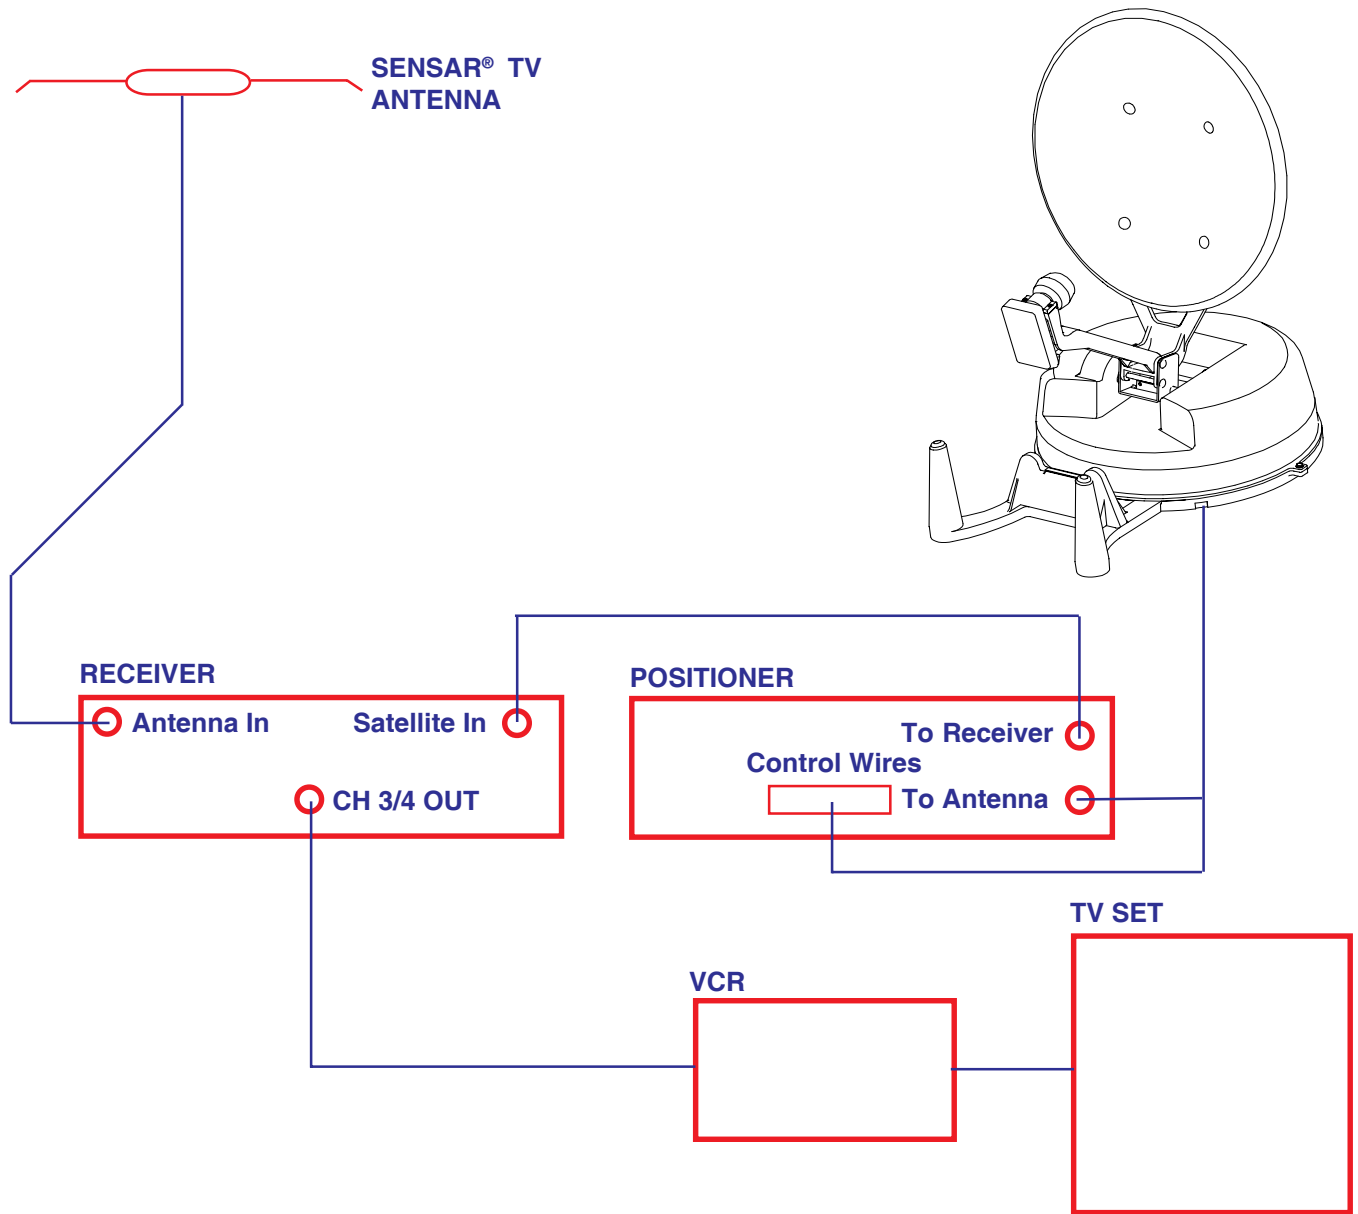 SENSAR® TV
ANTENNA
RECEIVER
Antenna In
Satellite In
CH 3/4 OUT
POSITIONER
To Receiver
Control Wires
To Antenna
TV SET
VCR